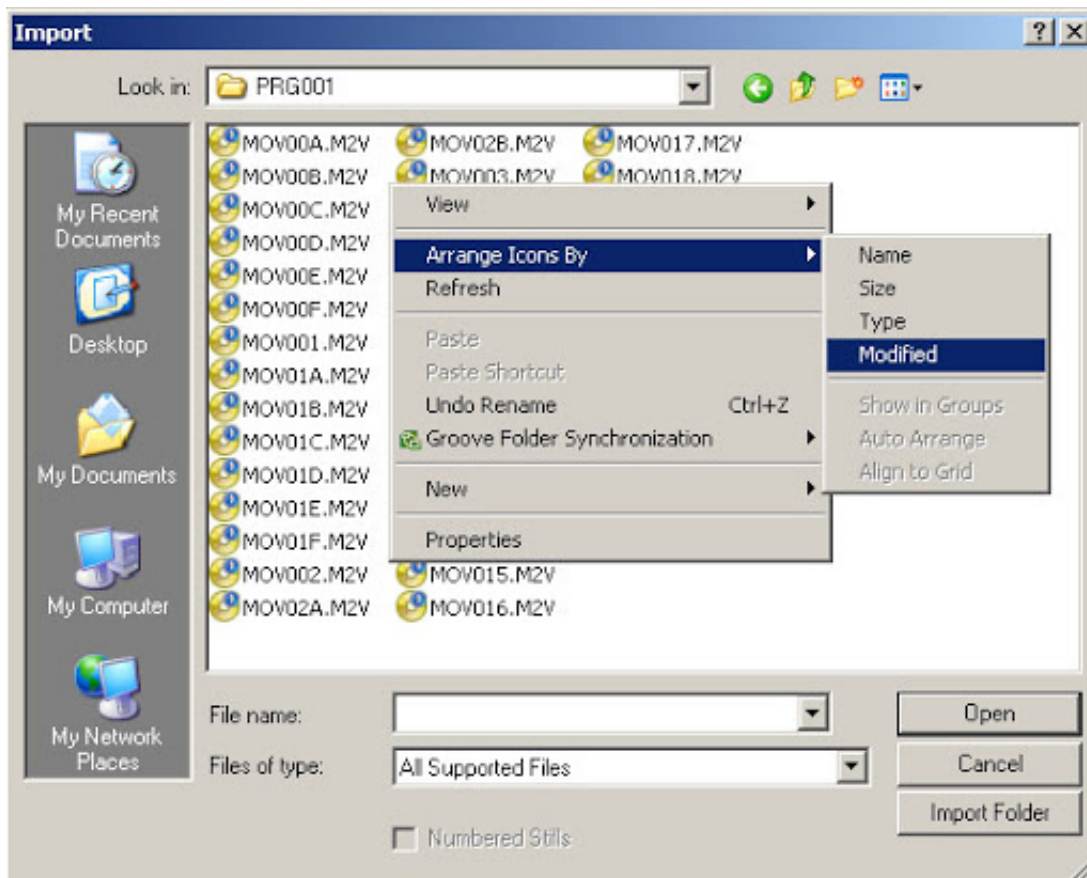 Import
Look in: PRG001
My Recent
Documents
Desktop
My Documents
My Computer
My Network
Places
MOV00A.M2V
MOV00B.M2V
MOV00C.M2V
MOV00D.M2V
MOV00E.M2V
MOV00F.M2V
MOV001.M2V
MOV01A.M2V
MOV01B.M2V
MOV01C.M2V
MOV01D.M2V
MOV01E.M2V
MOV01F.M2V
MOV002.M2V
MOV02A.M2V
MOV02B.M2V
MOV003.M2V
MOV015.M2V
MOV016.M2V
MOV017.M2V
MOV018.M2V
View
Arrange Icons By
Refresh
Paste
Paste Shortcut
Undo Rename Ctrl+Z
Groove Folder Synchronization
New
Properties
Name
Size
Type
Modified
Show in Groups
Auto Arrange
Align to Grid
File name:
Open
Files of type: All Supported Files
Cancel
Import Folder
Numbered Stills